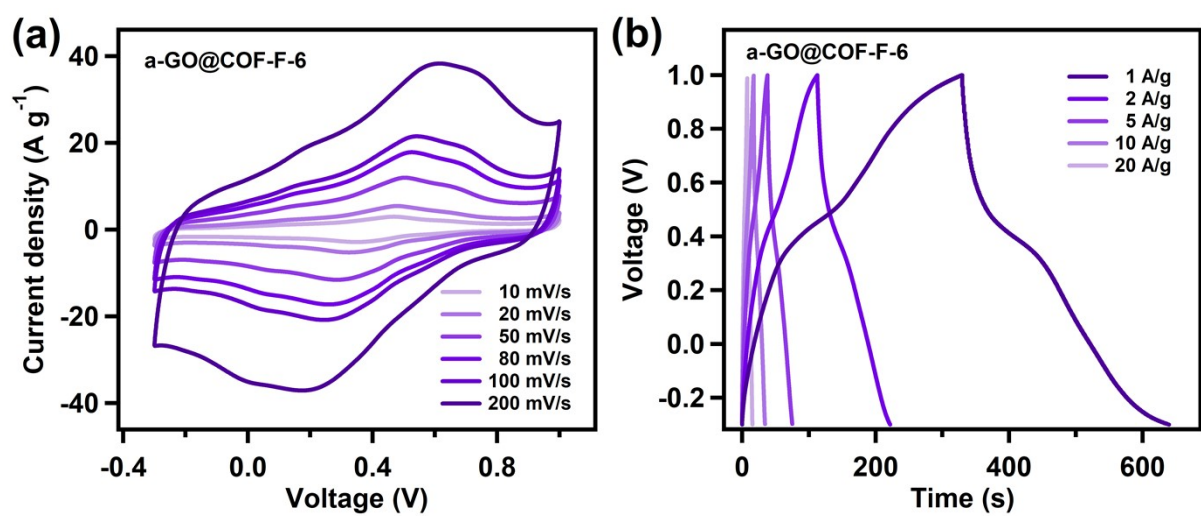 (a)
a-GO@COF-F-6
Current density (A g⁻¹)
40
20
0
-20
-40
-0.4
0.0
0.4
0.8
Voltage (V)
10 mV/s
20 mV/s
50 mV/s
80 mV/s
100 mV/s
200 mV/s
(b)
a-GO@COF-F-6
Voltage (V)
1.0
0.8
0.6
0.4
0.2
0.0
-0.2
0
200
400
600
Time (s)
1 A/g
2 A/g
5 A/g
10 A/g
20 A/g